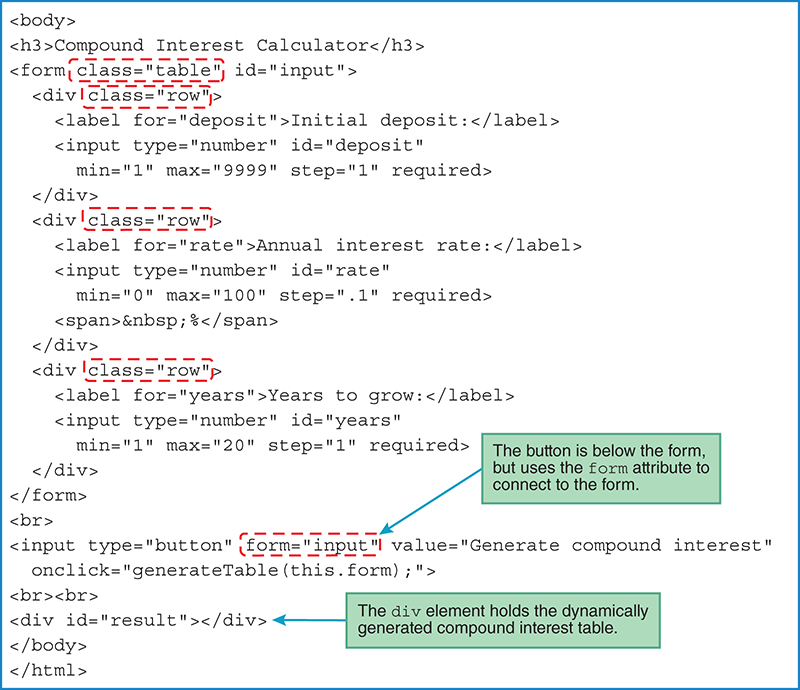 <body>
<h3>Compound Interest Calculator</h3>
<form class="table" id="input">
  <div class="row">
    <label for="deposit">Initial deposit:</label>
    <input type="number" id="deposit"
      min="1" max="9999" step="1" required>
  </div>
  <div class="row">
    <label for="rate">Annual interest rate:</label>
    <input type="number" id="rate"
      min="0" max="100" step=".1" required>
    <span>&nbsp;%</span>
  </div>
  <div class="row">
    <label for="years">Years to grow:</label>
    <input type="number" id="years"
      min="1" max="20" step="1" required>
  </div>
</form>
The button is below the form,
but uses the form attribute to
connect to the form.
<br>
<input type="button" form="input" value="Generate compound interest"
  onclick="generateTable(this.form);">
<br><br>
<div id="result"></div>
The div element holds the dynamically
generated compound interest table.
</body>
</html>